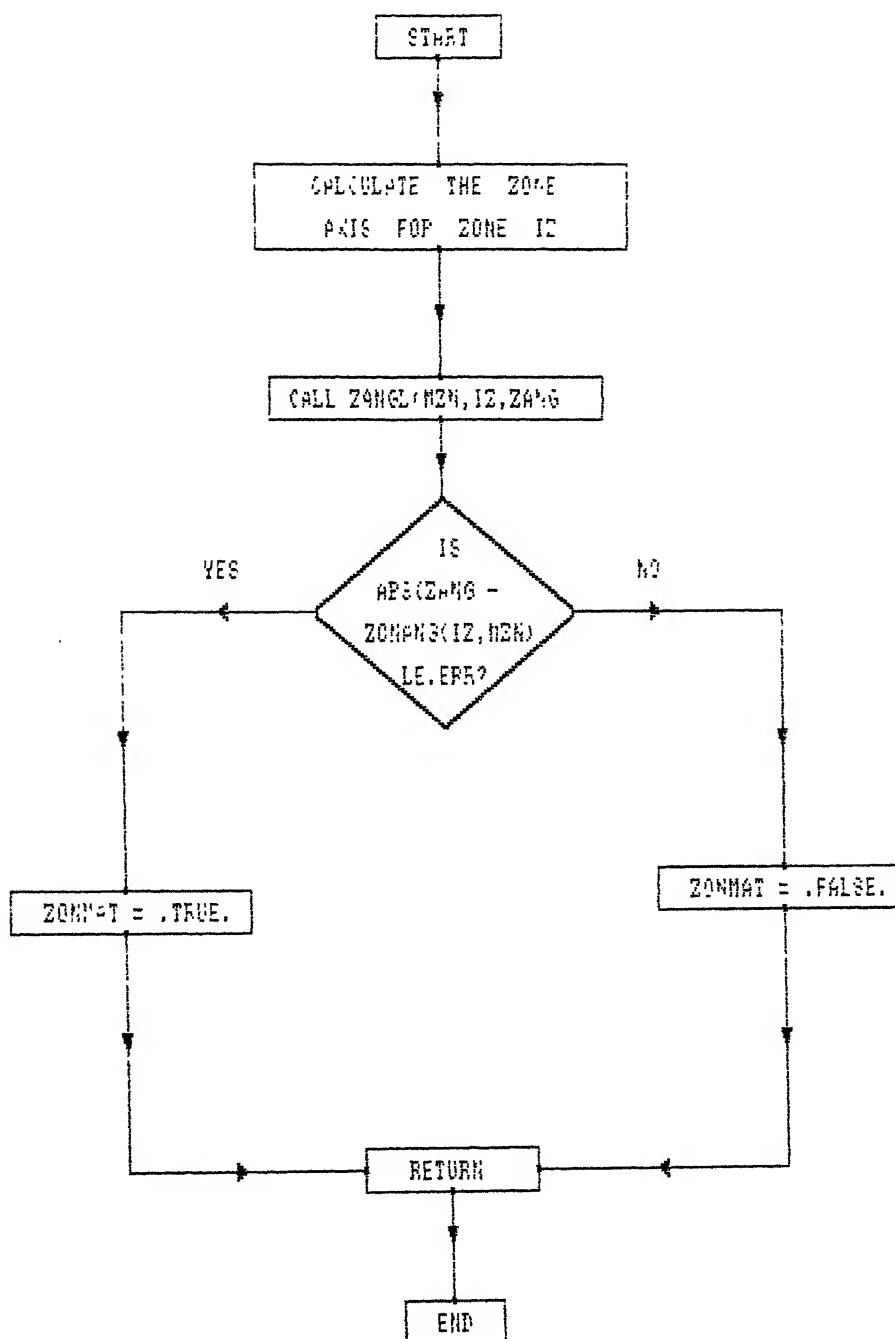 START
CALCULATE THE ZONE
AXIS FOR ZONE IZ
CALL ZANGL(MZN,IZ,ZANG
IS
ABS(ZANG -
ZONANG(IZ,MZN)
LE.ERR?
YES
NO
ZONMAT = .TRUE.
ZONMAT = .FALSE.
RETURN
END